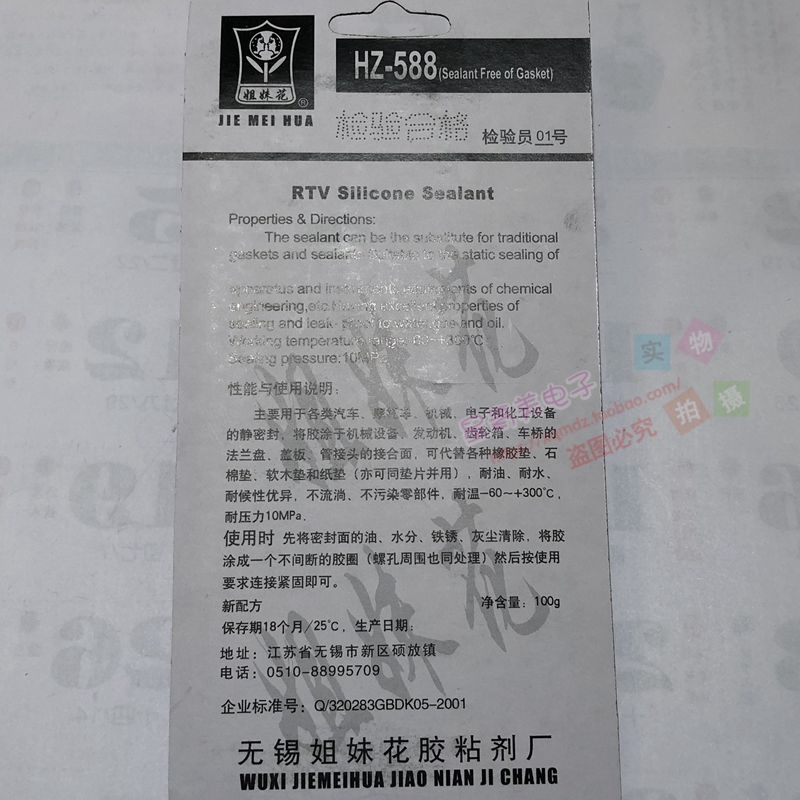 姐妹花
®
JIE MEI HUA
HZ-588(Sealant Free of Gasket)
检验合格
检验员01号
RTV Silicone Sealant
Properties & Directions:
The sealant can be the substitute for traditional
gaskets and sealants. Suitable to the static sealing of
apparatus and instruments, equipments of chemical
engineering,etc.Having excellent properties of
sealing and leak- proof to water, and oil.
Working temperature range:-60~+300℃
Sealing pressure:10MPa
性能与使用说明:
主要用于各类汽车、摩托车、机械、电子和化工设备
的静密封，将胶涂于机械设备、发动机、齿轮箱、车桥的
法兰盘、盖板、管接头的接合面，可代替各种橡胶垫、石
棉垫、软木垫和纸垫（亦可同垫片并用），耐油、耐水、
耐候性优异，不流淌、不污染零部件，耐温-60~+300℃，
耐压力10MPa。
使用时 先将密封面的油、水分、铁锈、灰尘清除，将胶
涂成一个不间断的胶圈（螺孔周围也同处理）然后按使用
要求连接紧固即可。
新配方
净含量：100g
保存期18个月/25℃，生产日期：
地址：江苏省无锡市新区硕放镇
电话：0510-88995709
企业标准号：Q/320283GBDK05-2001
无锡姐妹花胶粘剂厂
WUXI JIEMEIHUA JIAO NIAN JI CHANG
姐妹花
姐妹花
实物
拍摄
美电子
mdz.taobao.com/
盗图必究